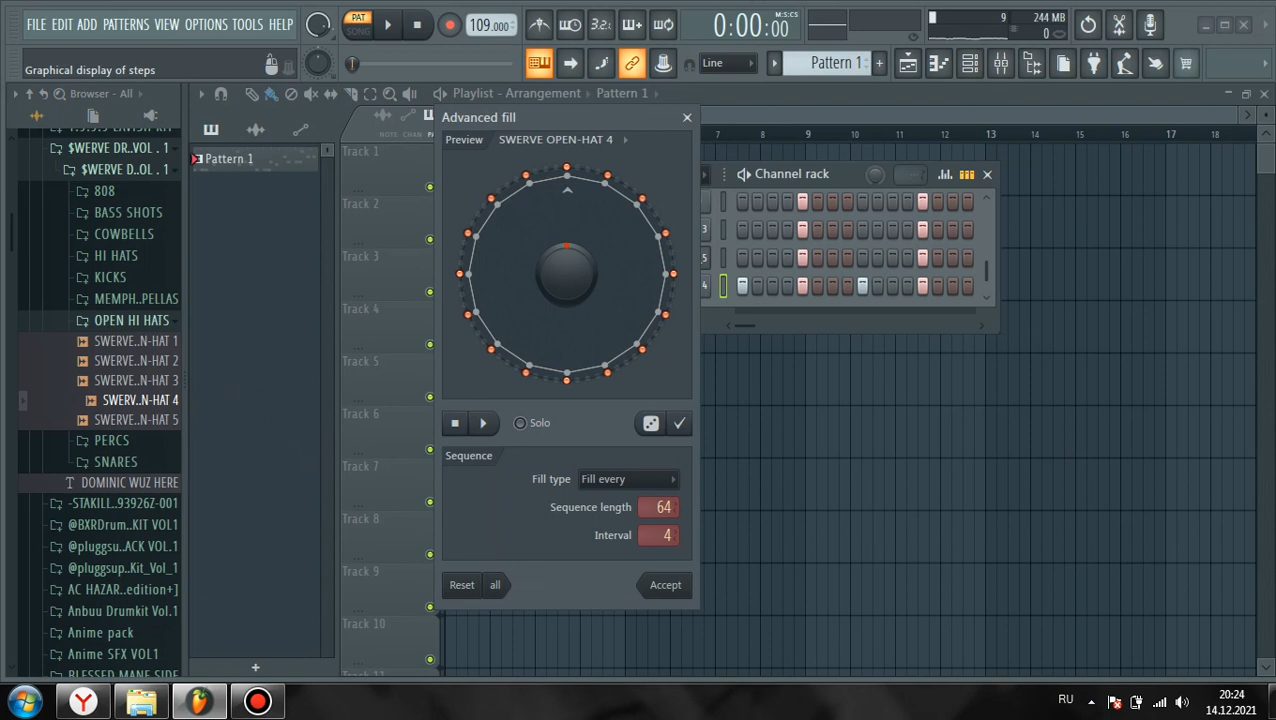 FILE EDIT ADD PATTERNS VIEW OPTIONS TOOLS HELP
PAT
SONG
109.000
3.2.
0:00:00
M:S:CS
9
244 MB
0
Graphical display of steps
Line
Pattern 1
Browser - All
Playlist - Arrangement
Pattern 1
$WERVE DR..VOL . 1
$WERVE D..OL . 1
808
BASS SHOTS
COWBELLS
HI HATS
KICKS
MEMPH..PELLAS
OPEN HI HATS
SWERVE..N-HAT 1
SWERVE..N-HAT 2
SWERVE..N-HAT 3
SWERV..N-HAT 4
SWERVE..N-HAT 5
PERCS
SNARES
DOMINIC WUZ HERE
-STAKILL..93926Z-001
@BXRDrum..KIT VOL1
@pluggsu..ACK VOL.1
@pluggsup..Kit_Vol_1
AC HAZAR..edition+]
Anbuu Drumkit Vol.1
Anime pack
Anime SFX VOL1
Pattern 1
NOTE CHAN
Track 1
Track 2
Track 3
Track 4
Track 5
Track 6
Track 7
Track 8
Track 9
Track 10
7 8 9 10 11 12 13 14 15 16 17 18
Advanced fill
Preview
SWERVE OPEN-HAT 4
Solo
Sequence
Fill type
Fill every
Sequence length
64
Interval
4
Reset
all
Accept
Channel rack
3
5
4
RU
20:24
14.12.2021